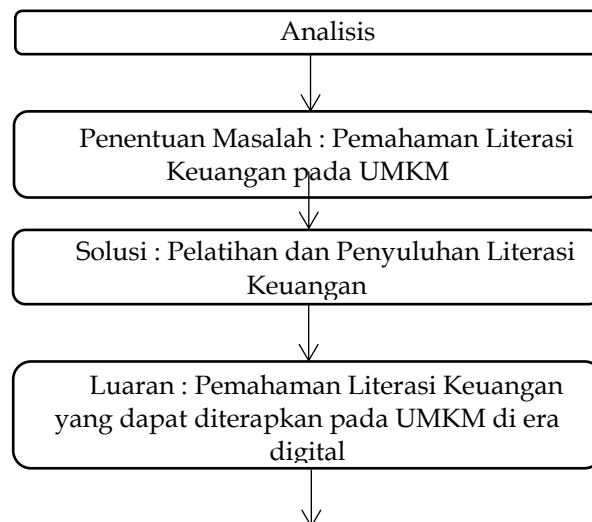 Analisis
Penentuan Masalah : Pemahaman Literasi
Keuangan pada UMKM
Solusi : Pelatihan dan Penyuluhan Literasi
Keuangan
Luaran : Pemahaman Literasi Keuangan
yang dapat diterapkan pada UMKM di era
digital